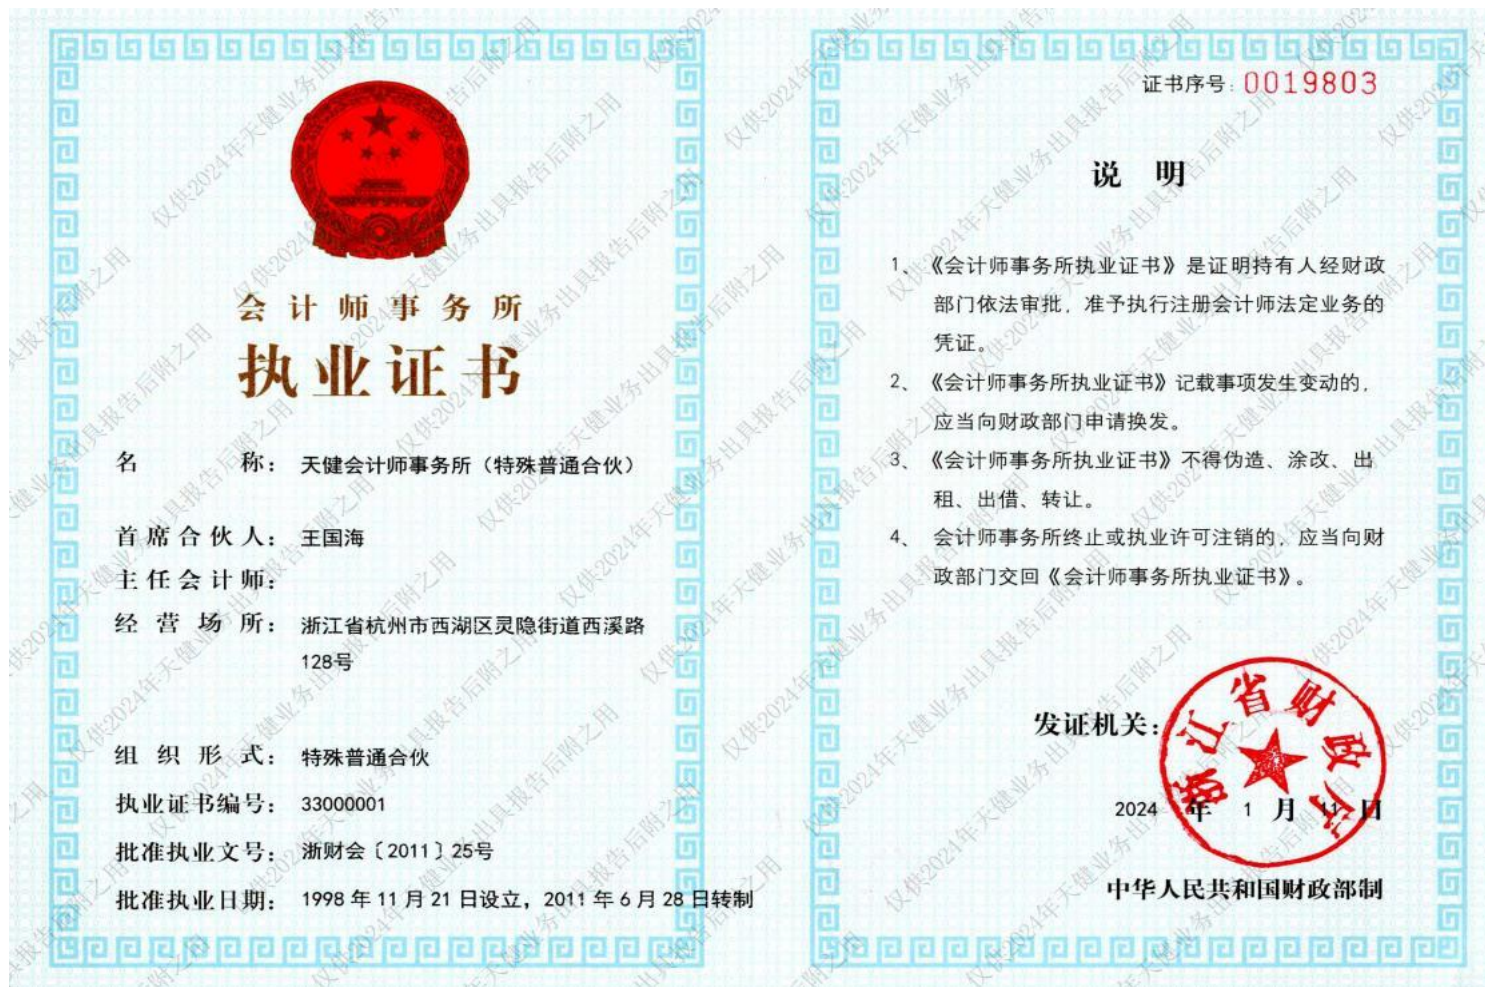 会计师事务所
执业证书
名 称： 天健会计师事务所（特殊普通合伙）
首席合伙人： 王国海
主任会计师：
经营场所： 浙江省杭州市西湖区灵隐街道西溪路
128号
组织形式： 特殊普通合伙
执业证书编号： 33000001
批准执业文号： 浙财会〔2011〕25号
批准执业日期： 1998年11月21日设立，2011年6月28日转制
证书序号：0019803
说 明
1、《会计师事务所执业证书》是证明持有人经财政
部门依法审批，准予执行注册会计师法定业务的
凭证。
2、《会计师事务所执业证书》记载事项发生变动的，
应当向财政部门申请换发。
3、《会计师事务所执业证书》不得伪造、涂改、出
租、出借、转让。
4、会计师事务所终止或执业许可注销的，应当向财
政部门交回《会计师事务所执业证书》。
发证机关：
浙江省财政厅
2024年1月11日
中华人民共和国财政部制
仅供2024年天健业务出具报告后附之用